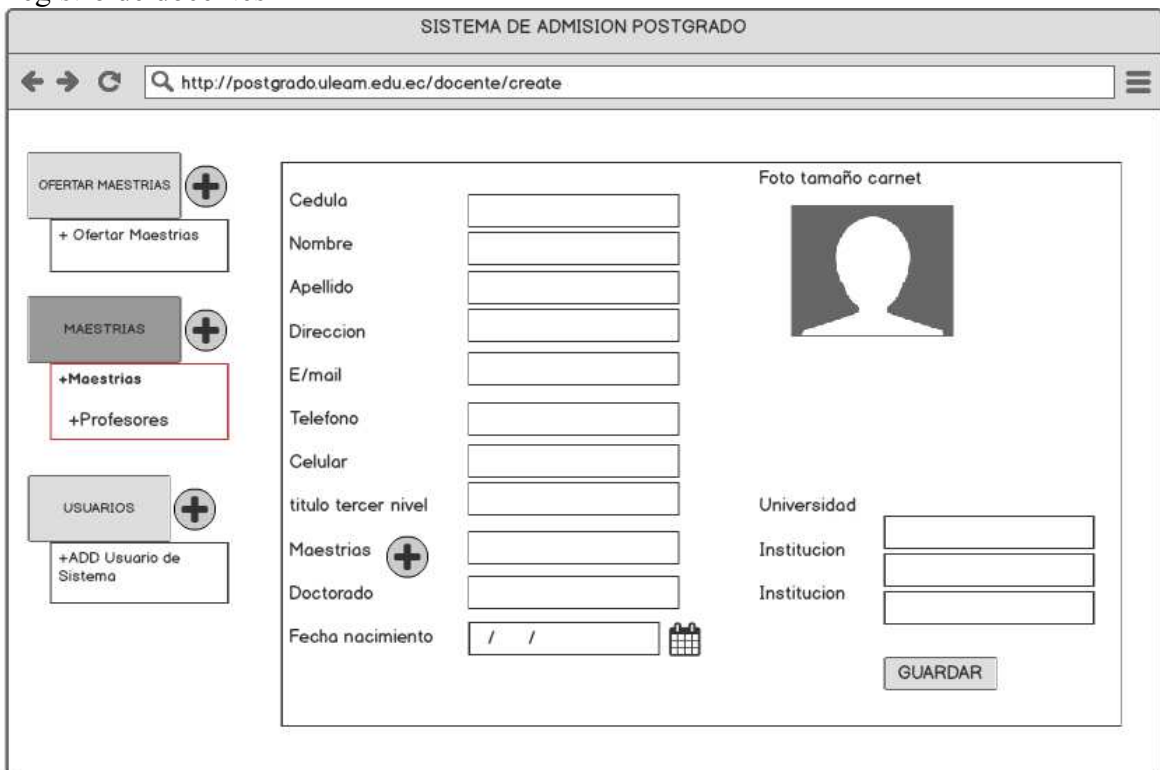 SISTEMA DE ADMISION POSTGRADO
http://postgrado.uleam.edu.ec/docente/create
OFERTAR MAESTRIAS
+ Ofertar Maestrias
MAESTRIAS
+Maestrias
+Profesores
USUARIOS
+ADD Usuario de
Sistema
Cedula
Nombre
Apellido
Direccion
E/mail
Telefono
Celular
titulo tercer nivel
Maestrias
Doctorado
Fecha nacimiento
/ /
Foto tamaño carnet
Universidad
Institucion
Institucion
GUARDAR